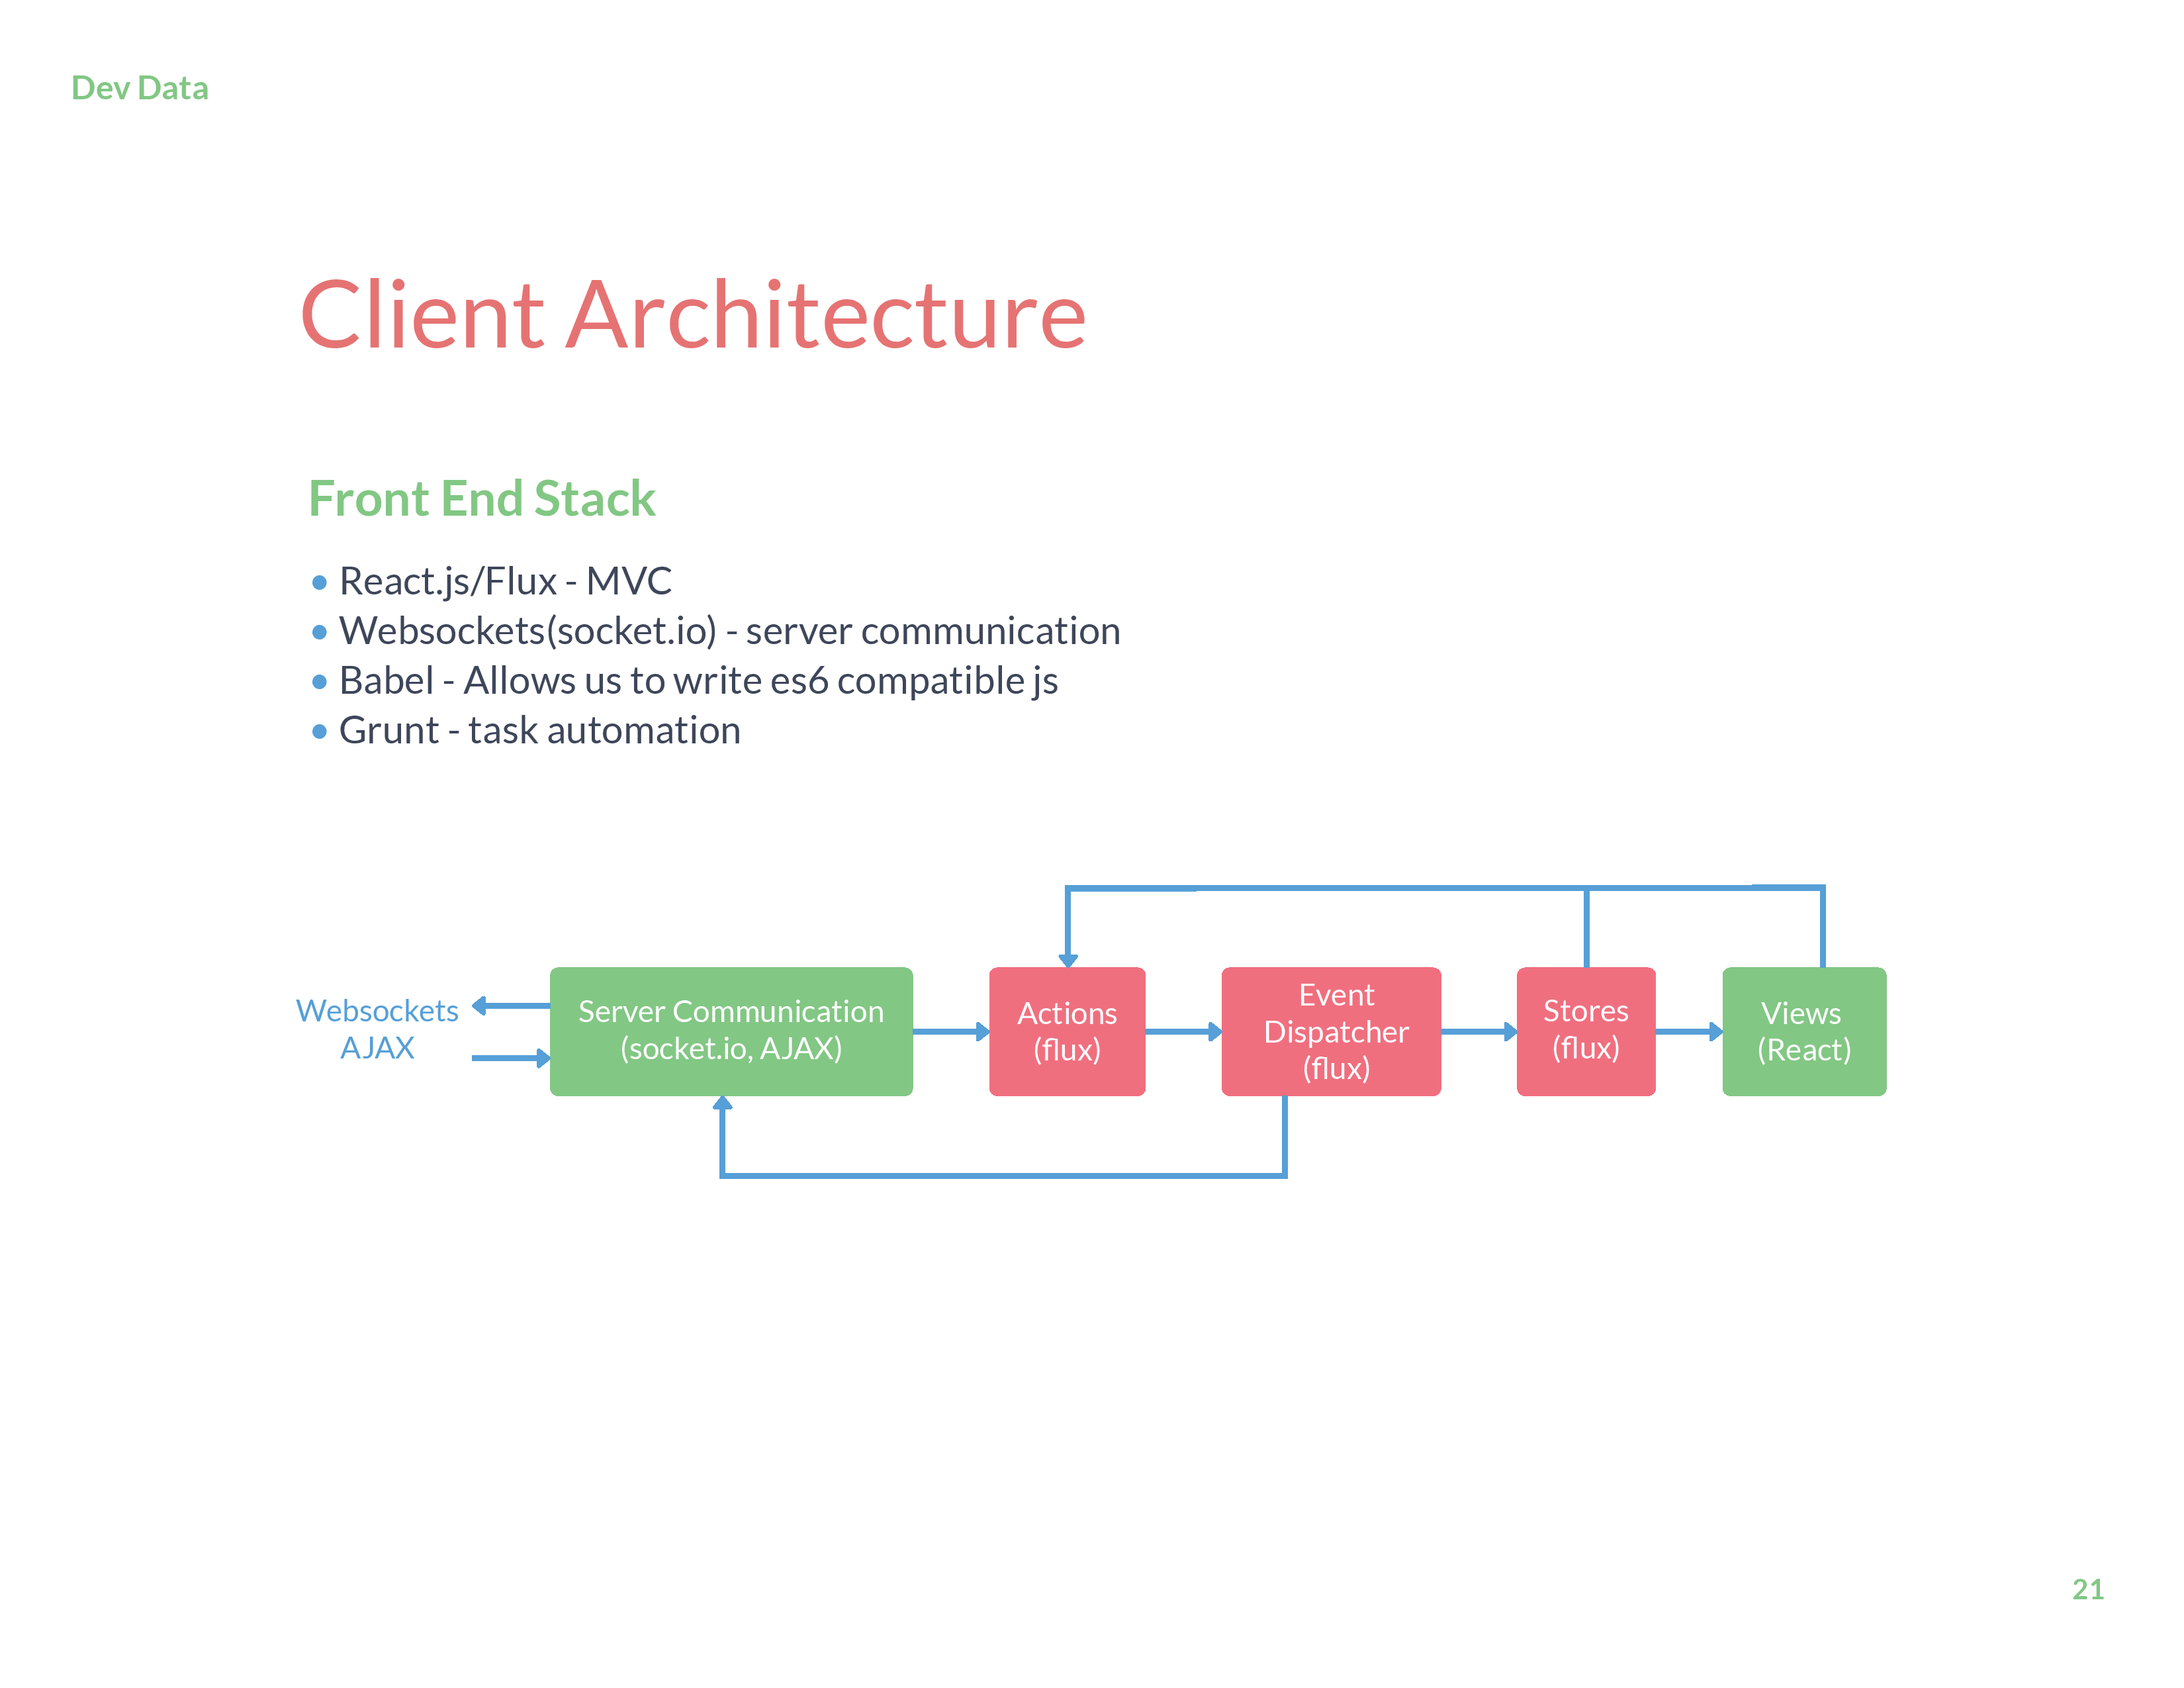 Dev Data
Client Architecture
Front End Stack
• React.js/Flux - MVC
• Websockets(socket.io) - server communication
• Babel - Allows us to write es6 compatible js
• Grunt - task automation
Websockets
AJAX
Server Communication
(socket.io, AJAX)
Actions
(flux)
Event
Dispatcher
(flux)
Stores
(flux)
Views
(React)
21